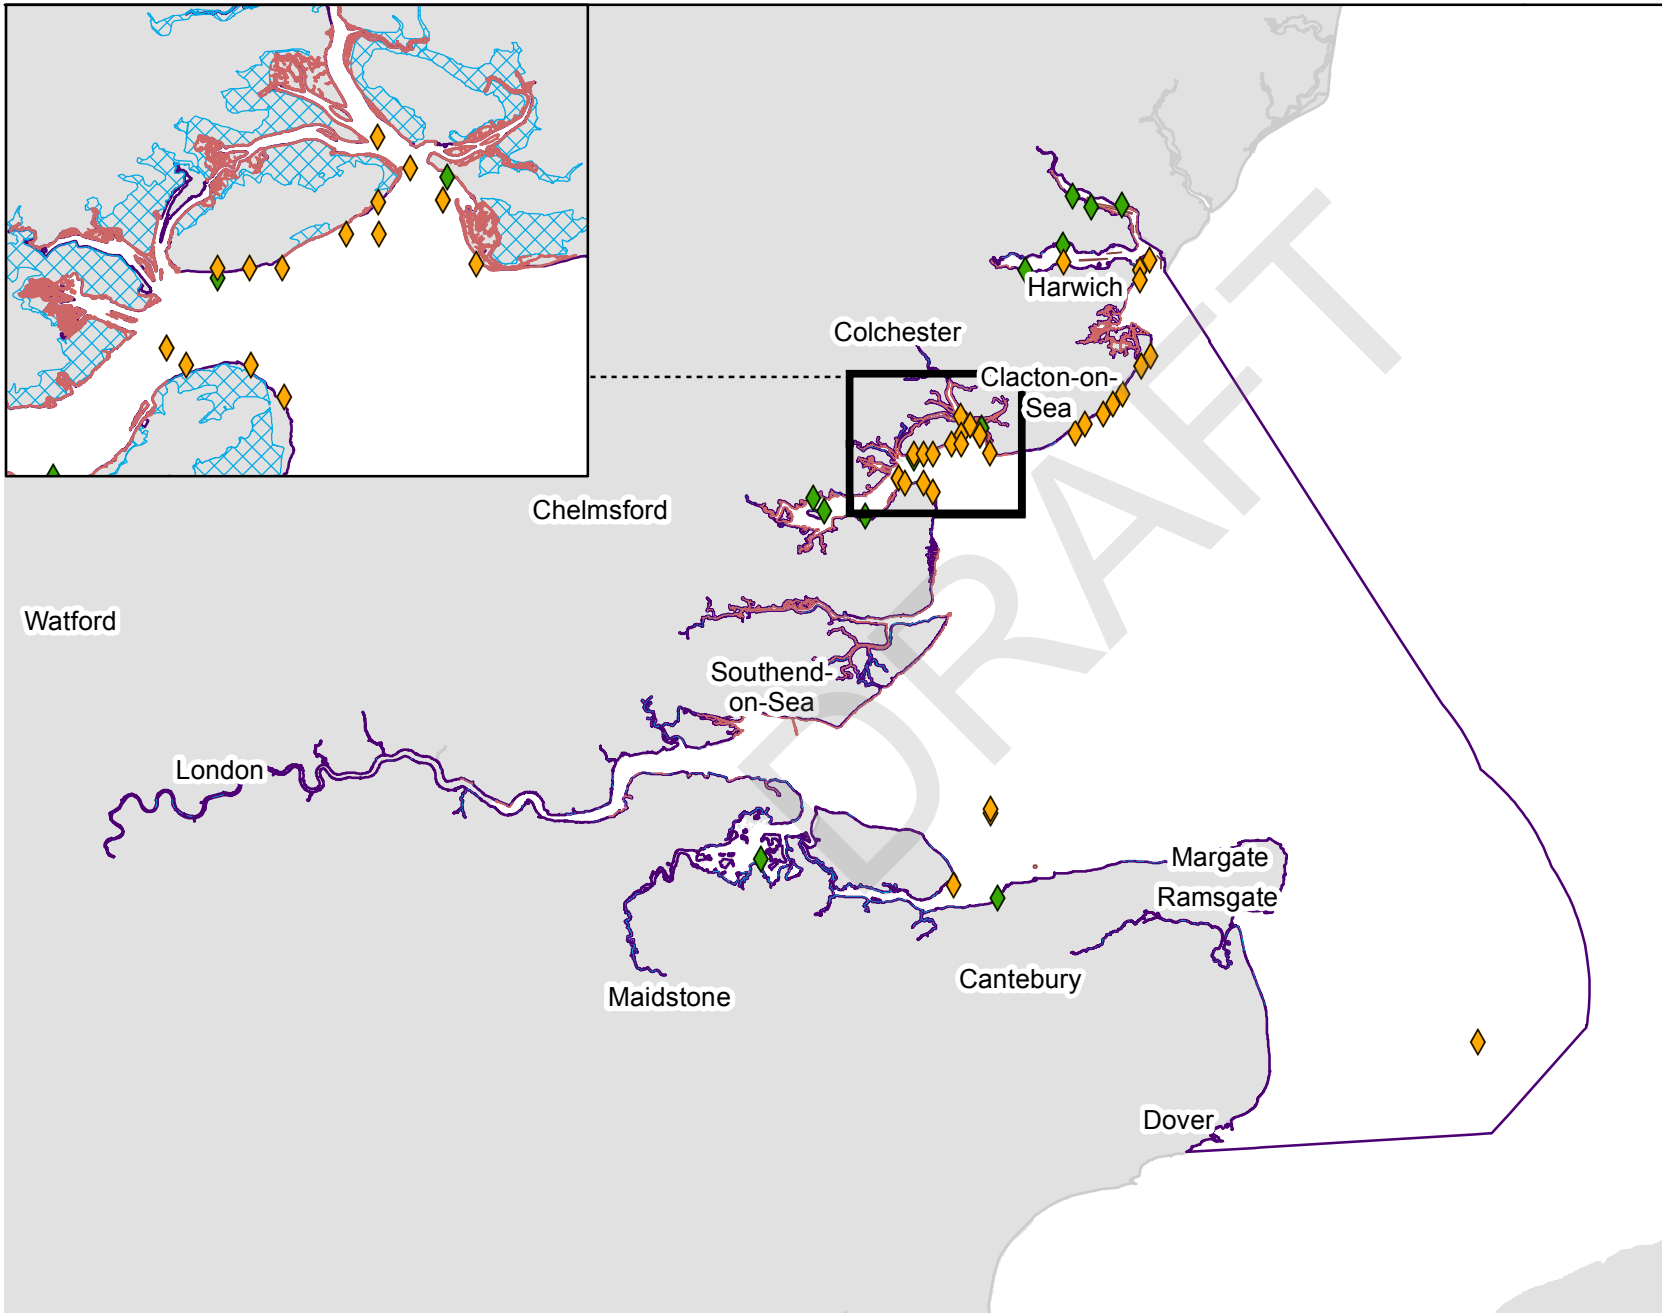 Harwich
Colchester
Clacton-on-
Sea
Chelmsford
Watford
Southend-
on-Sea
London
Margate
Ramsgate
Cantebury
Maidstone
Dover
DRAFT